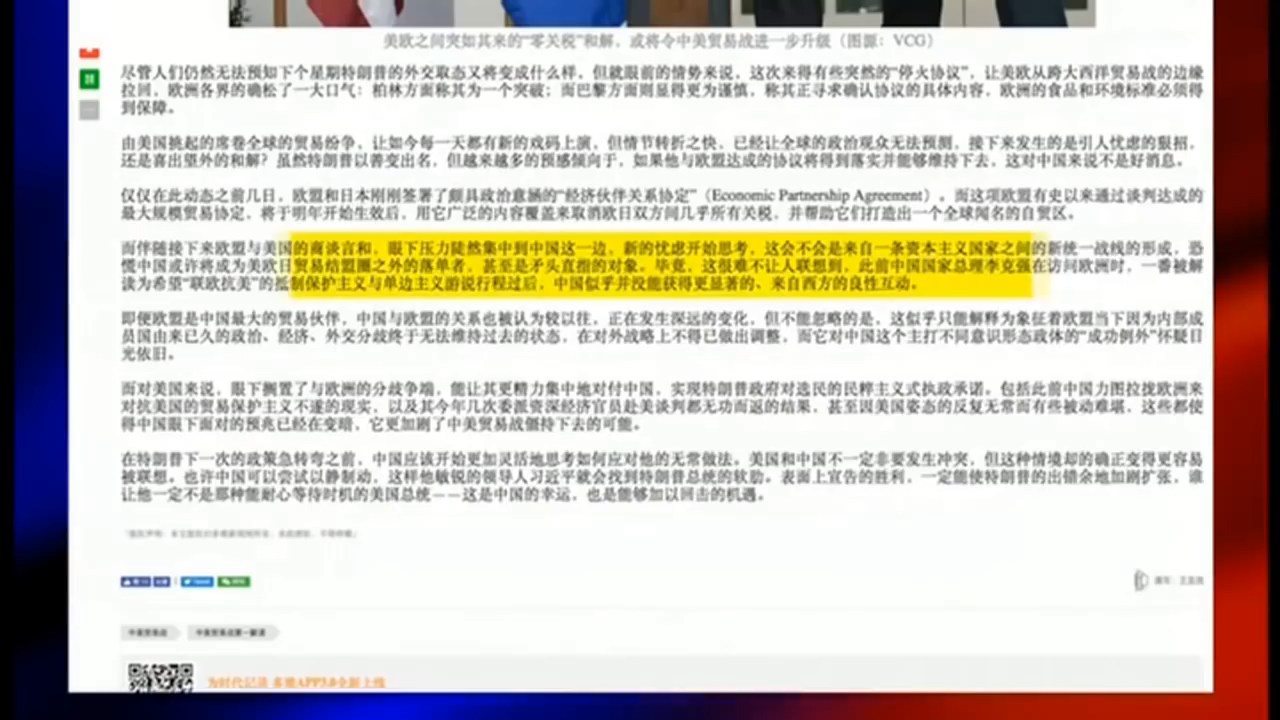 美欧之间突如其来的“零关税”和解，或将令中美贸易战进一步升级（图源：VCG）
尽管人们仍然无法预知下个星期特朗普的外交取态又将变成什么样，但就眼前的情势来说，这次来得有些突然的“停火协议”，让美欧从跨大西洋贸易战的边缘
拉回，欧洲各界的确松了一大口气：柏林方面称其为一个突破；而巴黎方面则显得更为谨慎，称其正寻求确认协议的具体内容，欧洲的食品和环境标准必须得
到保障。
由美国挑起的席卷全球的贸易纷争，让如今每一天都有新的戏码上演，但情节转折之快，已经让全球的政治观众无法预测，接下来发生的是引人忧虑的狠招，
还是喜出望外的和解？虽然特朗普以善变出名，但越来越多的预感倾向于，如果他与欧盟达成的协议将得到落实并能够维持下去，这对中国来说不是好消息。
仅仅在此动态之前几日，欧盟和日本刚刚签署了颇具政治意涵的“经济伙伴关系协定”（Economic Partnership Agreement）。而这项欧盟有史以来通过谈判达成的
最大规模贸易协定，将于明年开始生效后，用它广泛的内容覆盖来取消欧日双方间几乎所有关税，并帮助它们打造出一个全球闻名的自贸区。
而伴随接下来欧盟与美国的商谈言和，眼下压力陡然集中到中国这一边，新的忧虑开始思考，这会不会是来自一条资本主义国家之间的新统一战线的形成，恐
慌中国或许将成为美欧日贸易结盟圈之外的落单者，甚至是矛头直指的对象。毕竟，这很难不让人联想到，此前中国国家总理李克强在访问欧洲时，一番被解
读为希望“联欧抗美”的抵制保护主义与单边主义游说行程过后，中国似乎并没能获得更显著的、来自西方的良性互动。
即便欧盟是中国最大的贸易伙伴，中国与欧盟的关系也被认为较以往，正在发生深远的变化，但不能忽略的是，这似乎只能解释为象征着欧盟当下因为内部成
员国由来已久的政治、经济、外交分歧终于无法维持过去的状态，在对外战略上不得已做出调整，而它对中国这个主打不同意识形态政体的“成功例外”怀疑目
光依旧。
而对美国来说，眼下搁置了与欧洲的分歧争端，能让其更精力集中地对付中国，实现特朗普政府对选民的民粹主义式执政承诺。包括此前中国力图拉拢欧洲来
对抗美国的贸易保护主义不遂的现实，以及其今年几次委派资深经济官员赴美谈判都无功而返的结果，甚至因美国姿态的反复无常而有些被动难堪，这些都使
得中国眼下面对的预兆已经在变暗，它更加剧了中美贸易战僵持下去的可能。
在特朗普下一次的政策急转弯之前，中国应该开始更加灵活地思考如何应对他的无常做法。美国和中国不一定非要发生冲突，但这种情境却的确正变得更容易
被联想。也许中国可以尝试以静制动，这样他敏锐的领导人习近平就会找到特朗普总统的软肋。表面上宣告的胜利，一定能使特朗普的出错余地加剧扩张，谁
让他一定不是那种能耐心等待时机的美国总统——这是中国的幸运，也是能够加以回击的机遇。
中美贸易战
为时代记录 多维APP3.0全新上线